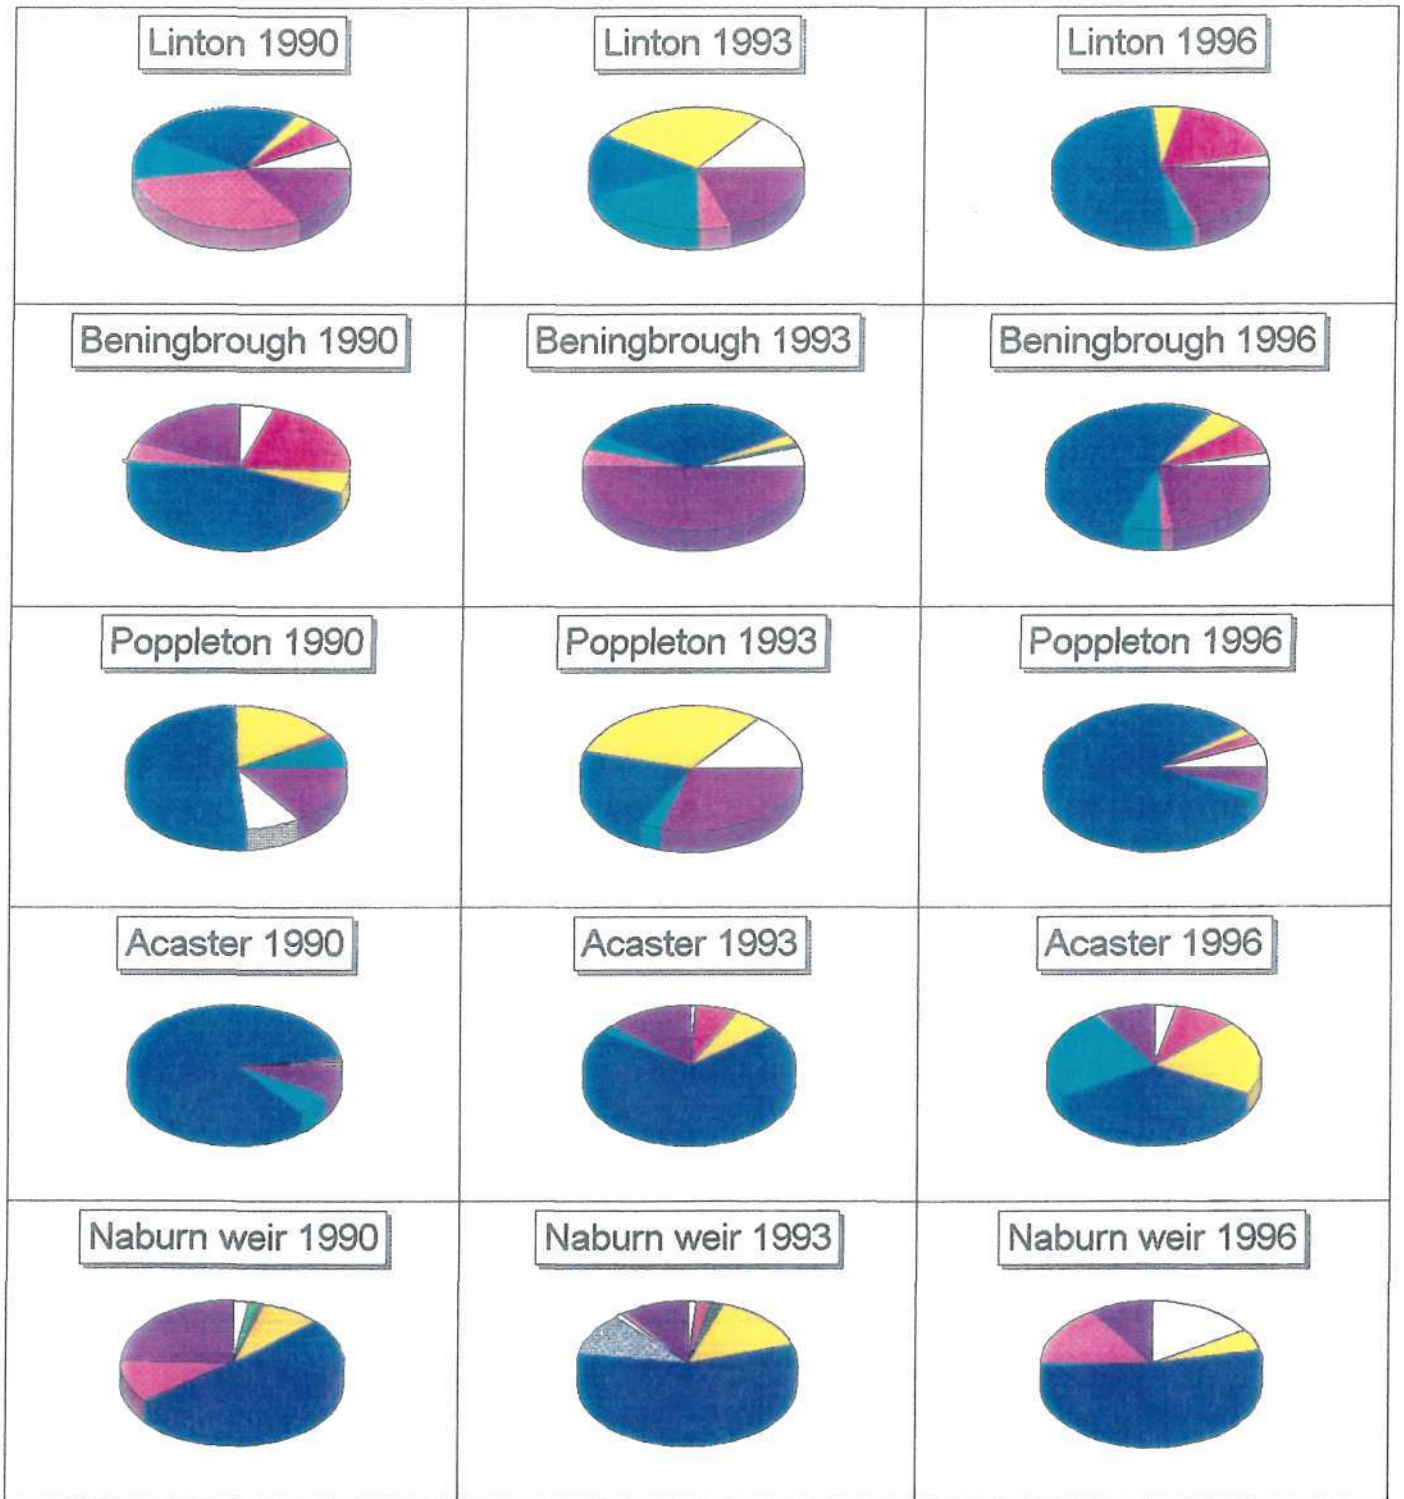 Linton 1990
Linton 1993
Linton 1996
Beningbrough 1990
Beningbrough 1993
Beningbrough 1996
Poppleton 1990
Poppleton 1993
Poppleton 1996
Acaster 1990
Acaster 1993
Acaster 1996
Naburn weir 1990
Naburn weir 1993
Naburn weir 1996